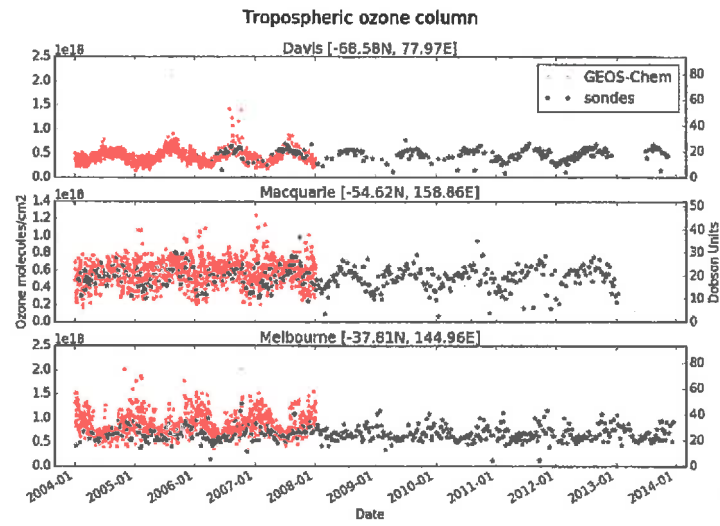 Tropospheric ozone column
1e18
Davis [-68.58N, 77.97E]
2.5
2.0
1.5
1.0
0.5
0.0
80
60
40
20
0
GEOS-Chem
sondes
1e18
Macquarie [-54.62N, 158.86E]
1.4
1.2
1.0
0.8
0.6
0.4
0.2
0.0
50
40
30
20
10
0
Ozone molecules/cm2
Dobson Units
1e18
Melbourne [-37.81N, 144.96E]
2.5
2.0
1.5
1.0
0.5
0.0
80
60
40
20
0
2004-01 2005-01 2006-01 2007-01 2008-01 2009-01 2010-01 2011-01 2012-01 2013-01 2014-01
Date